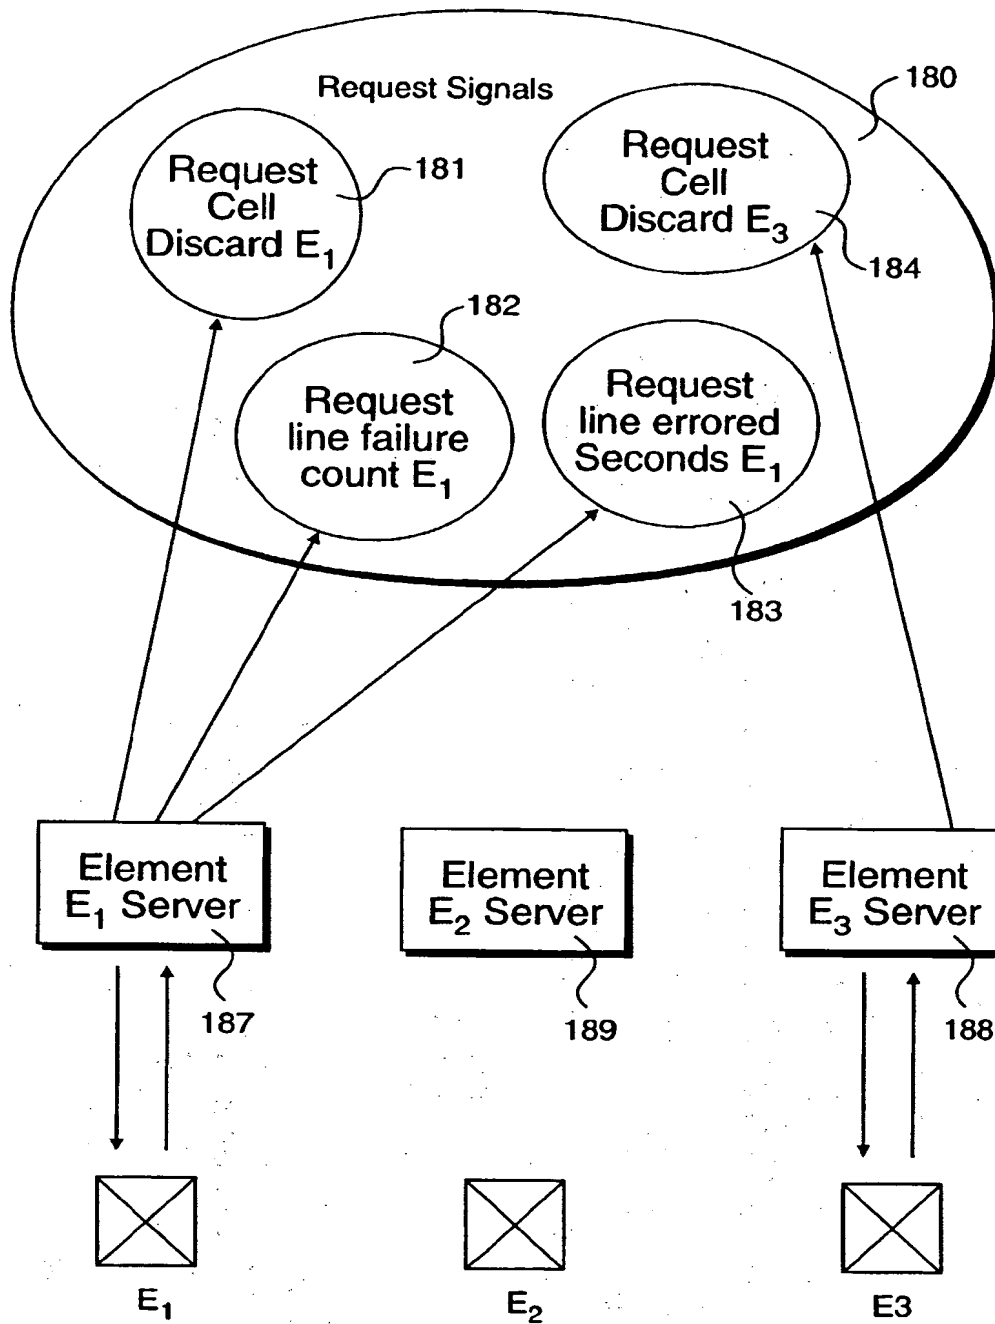 Request Signals
180
Request
Cell
Discard E₁
181
Request
Cell
Discard E₃
184
182
Request
line failure
count E₁
Request
line errored
Seconds E₁
183
Element
E₁ Server
187
Element
E₂ Server
189
Element
E₃ Server
188
E₁
E₂
E3